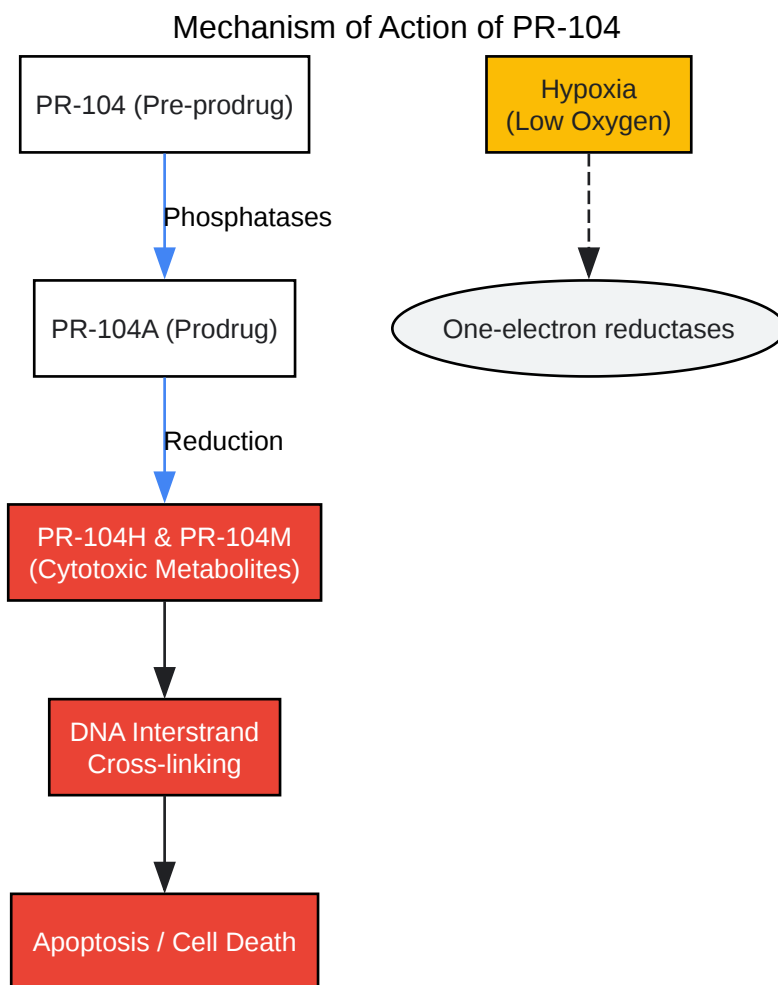 Mechanism of Action of PR-104
PR-104 (Pre-prodrug)
Hypoxia
(Low Oxygen)
Phosphatases
PR-104A (Prodrug)
One-electron reductases
Reduction
PR-104H & PR-104M
(Cytotoxic Metabolites)
DNA Interstrand
Cross-linking
Apoptosis / Cell Death